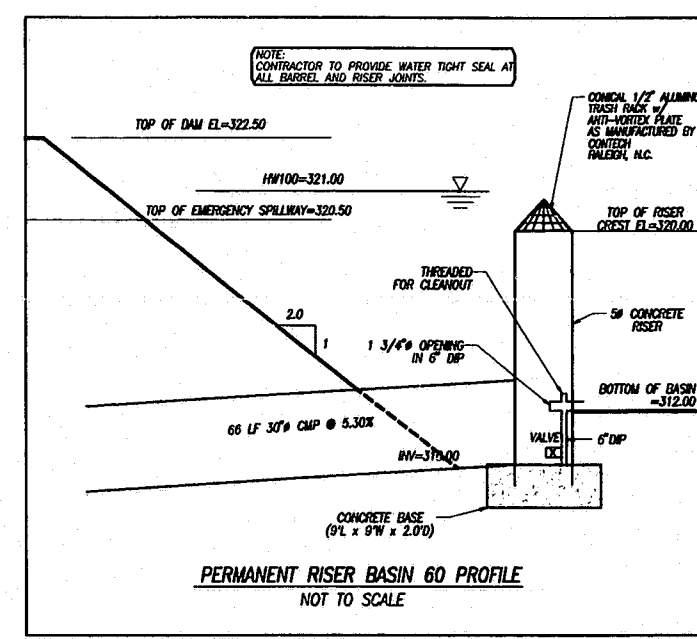 NOTE:
CONTRACTOR TO PROVIDE WATER TIGHT SEAL AT
ALL BARREL AND RISER JOINTS.
CONICAL 1/2" ALUMINU
TRASH RACK w/
ANTI-VORTEX PLATE
AS MANUFACTURED BY
CONTECH
RALEIGH, N.C.
TOP OF DAM EL=322.50
HW100=321.00
TOP OF EMERGENCY SPILLWAY=320.50
TOP OF RISER
CREST EL=320.00
THREADED
FOR CLEANOUT
2.0
1
5'ø CONCRETE
RISER
1 3/4"ø OPENING
IN 6" DIP
BOTTOM OF BASIN
=312.00
66 LF 30"ø CMP @ 5.30%
VALVE
6" DIP
INV=310.00
CONCRETE BASE
(9'L x 9'W x 2.0'D)
PERMANENT RISER BASIN 60 PROFILE
NOT TO SCALE